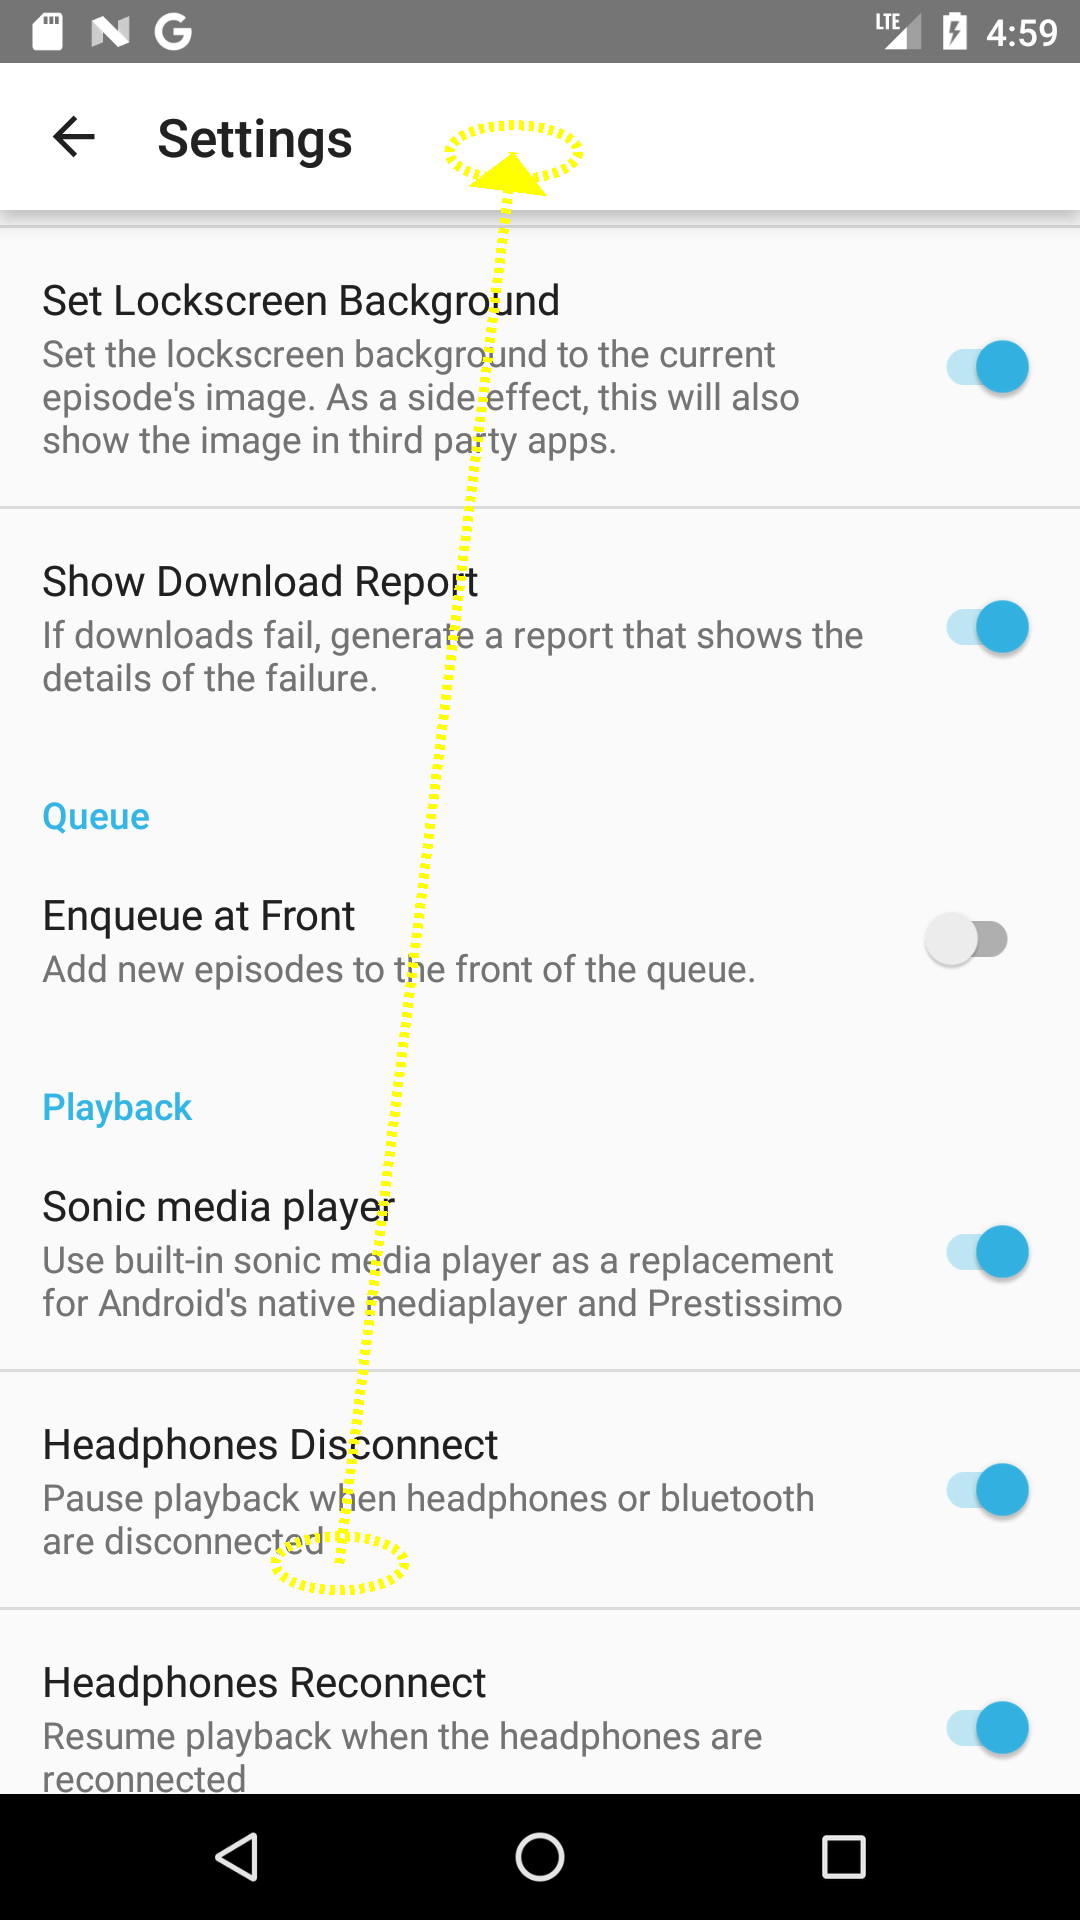 LTE 4:59
Settings
Set Lockscreen Background
Set the lockscreen background to the current
episode's image. As a side effect, this will also
show the image in third party apps.
Show Download Report
If downloads fail, generate a report that shows the
details of the failure.
Queue
Enqueue at Front
Add new episodes to the front of the queue.
Playback
Sonic media player
Use built-in sonic media player as a replacement
for Android's native mediaplayer and Prestissimo
Headphones Disconnect
Pause playback when headphones or bluetooth
are disconnected
Headphones Reconnect
Resume playback when the headphones are
reconnected